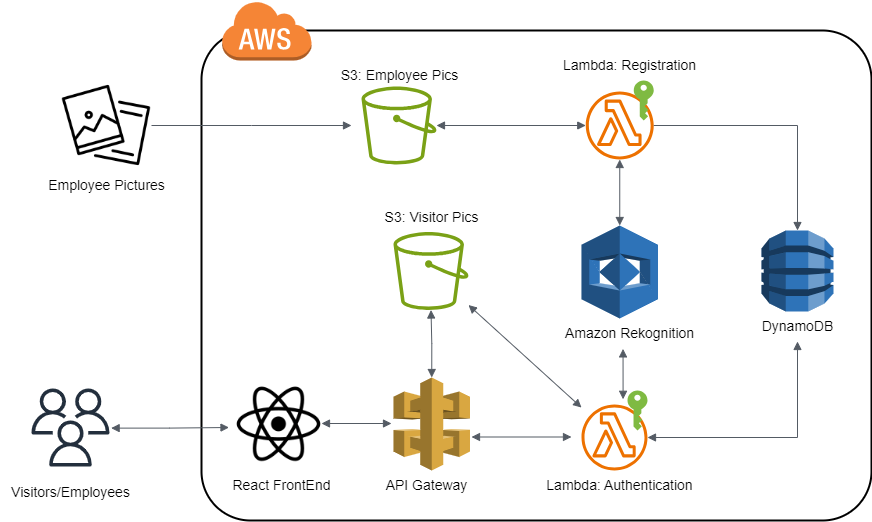 AWS
Lambda: Registration
S3: Employee Pics
Employee Pictures
S3: Visitor Pics
Amazon Rekognition
DynamoDB
Visitors/Employees
React FrontEnd
API Gateway
Lambda: Authentication